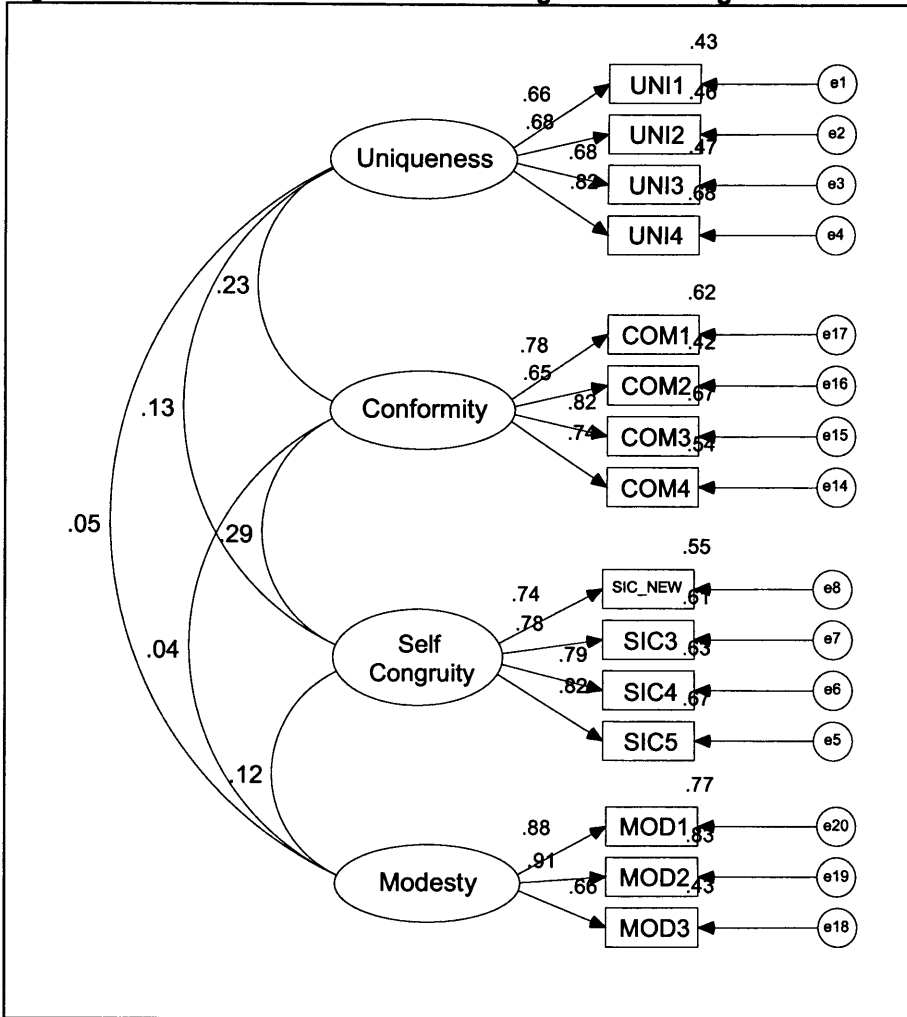 .43
.66 UNI1 e1
.46
.68 UNI2 e2
Uniqueness .68 .47
.82 UNI3 e3
.68
UNI4 e4
.23
.62
.78 COM1 e17
.42
.65 COM2 e16
.13 Conformity .82 .67
.74 COM3 e15
.54
COM4 e14
.05
.29 .55
.74 SIC_NEW e8
.61
.78 SIC3 e7
Self .79 .63
.04 Congruity .82 SIC4 e6
.67
SIC5 e5
.12 .77
.88 MOD1 e20
.83
.91 MOD2 e19
Modesty .66 .43
MOD3 e18